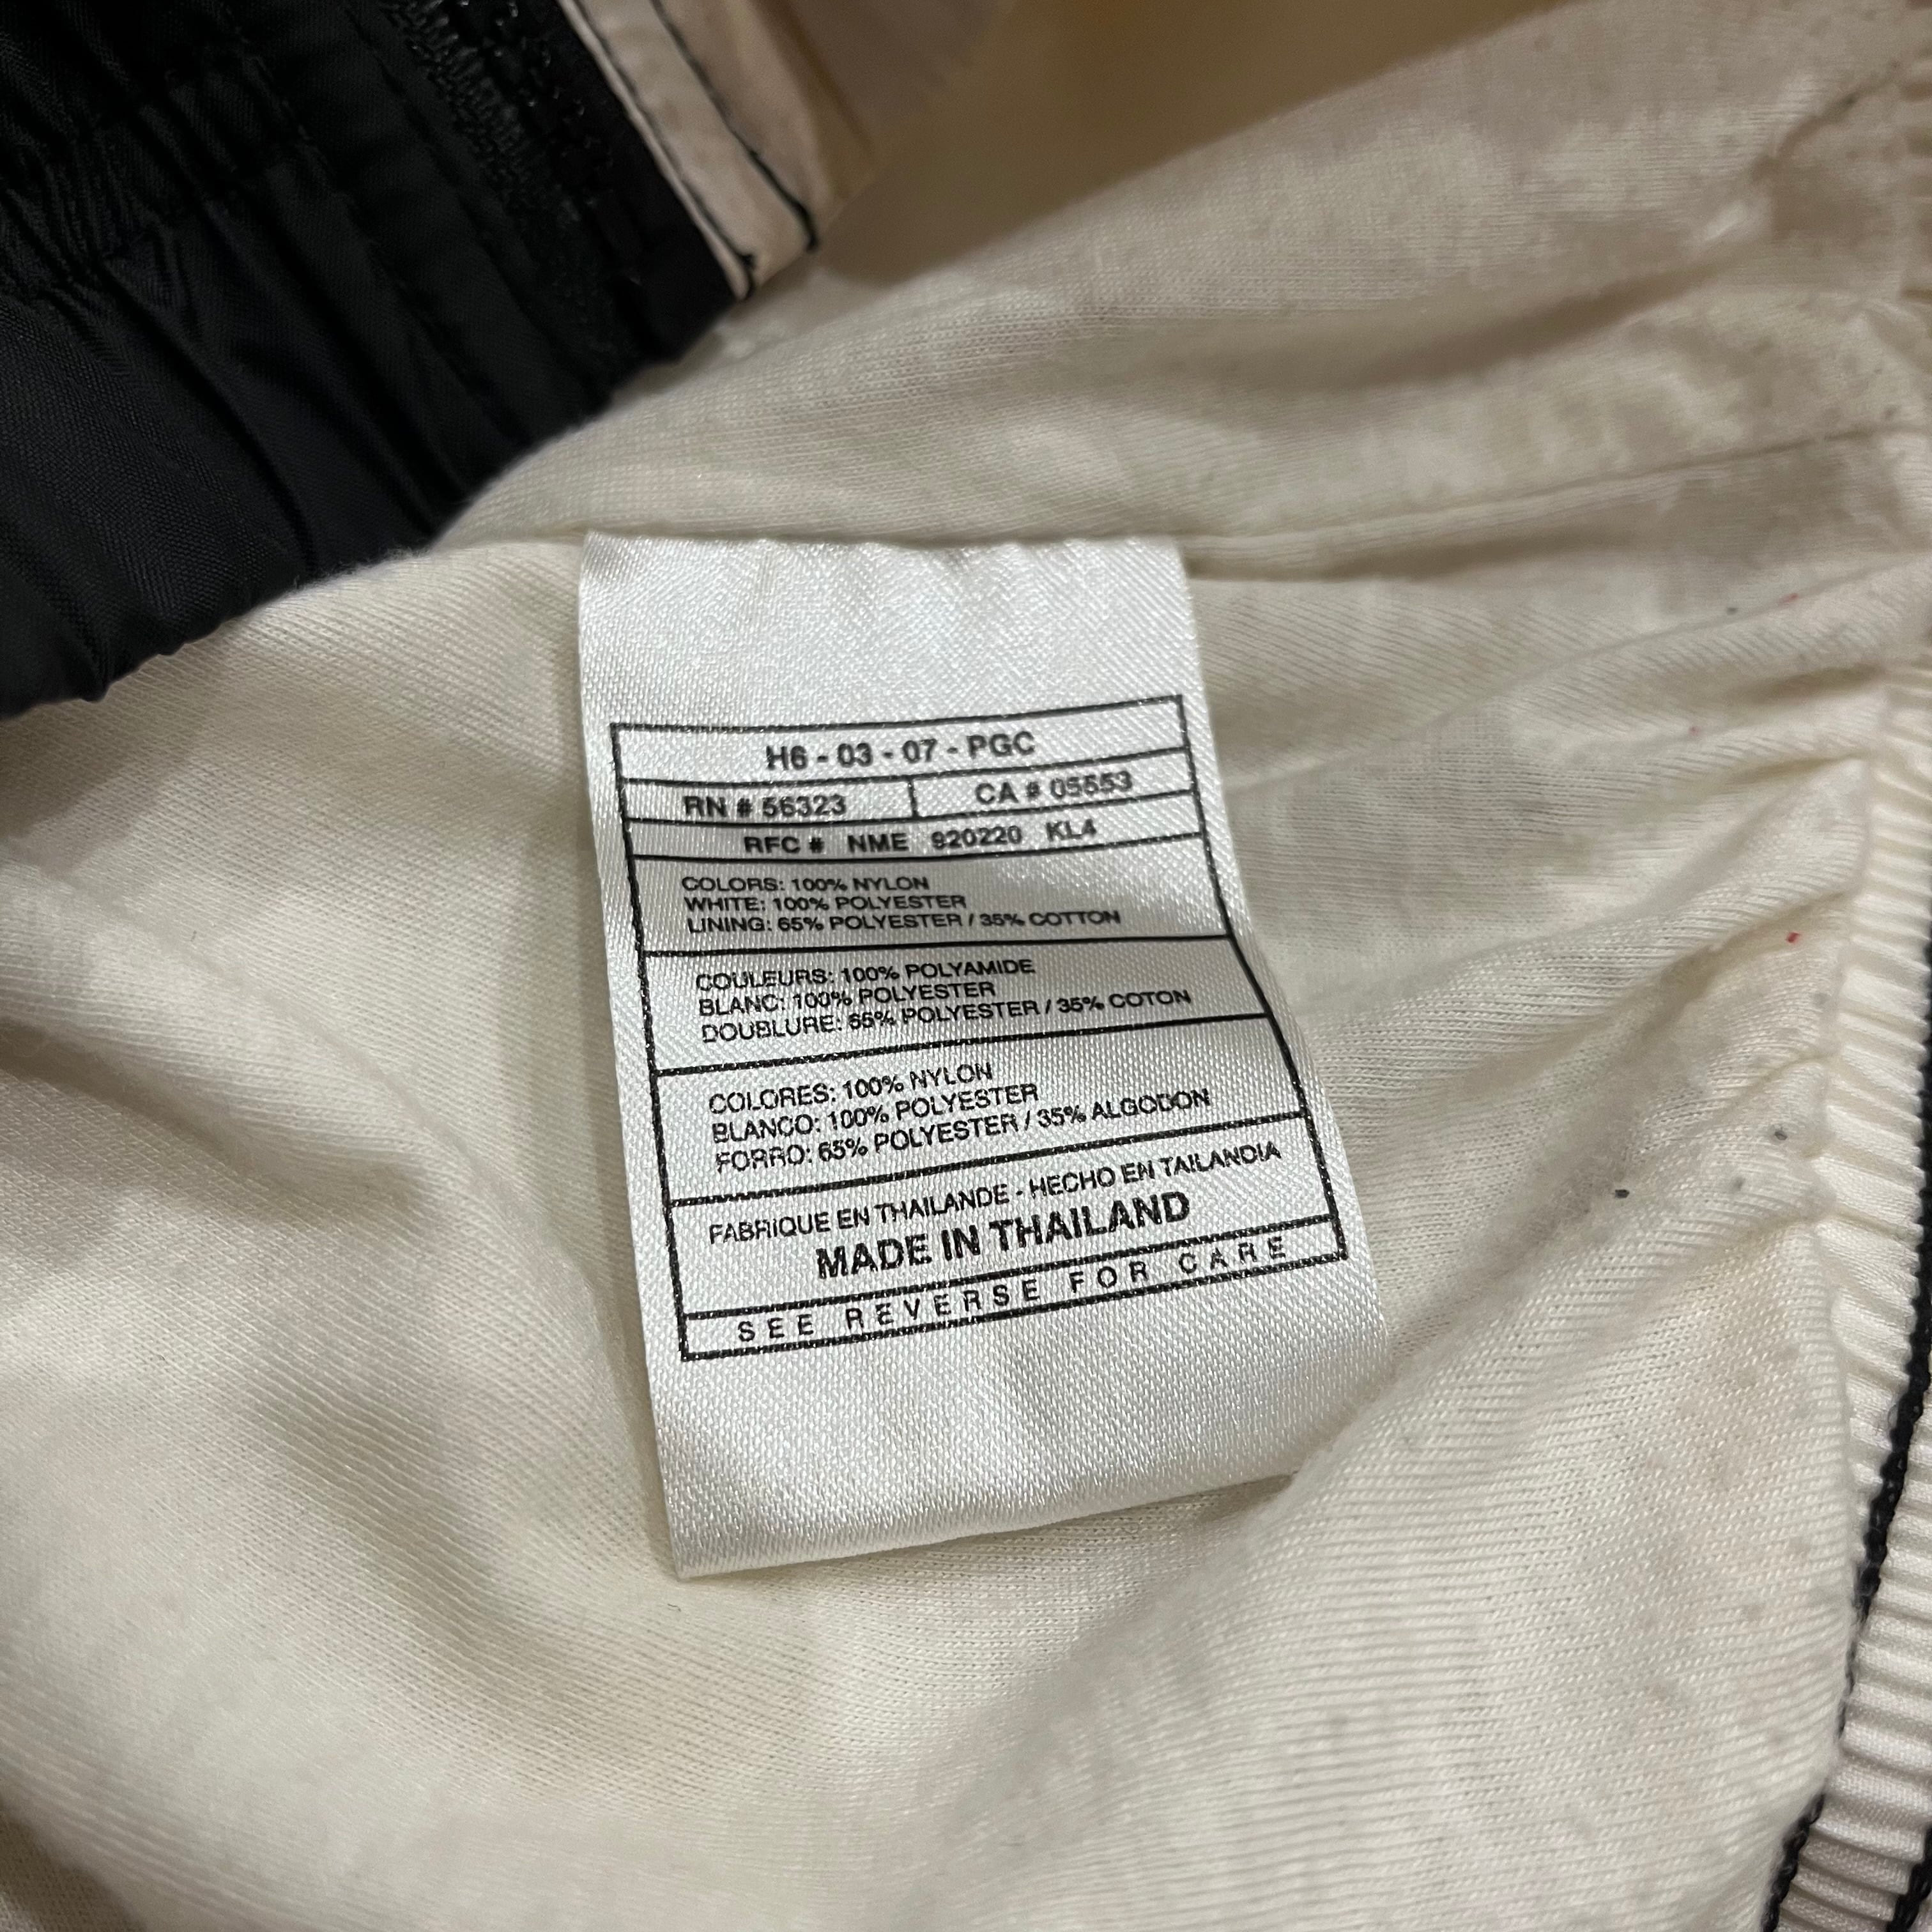 H6 - 03 - 07 - PGC
RN # 56323 CA # 05553
RFC # NME 920220 KL4
COLORS: 100% NYLON
WHITE: 100% POLYESTER
LINING: 65% POLYESTER / 35% COTTON
COULEURS: 100% POLYAMIDE
BLANC: 100% POLYESTER
DOUBLURE: 65% POLYESTER / 35% COTON
COLORES: 100% NYLON
BLANCO: 100% POLYESTER
FORRO: 65% POLYESTER / 35% ALGODON
FABRIQUE EN THAILANDE - HECHO EN TAILANDIA
MADE IN THAILAND
SEE REVERSE FOR CARE